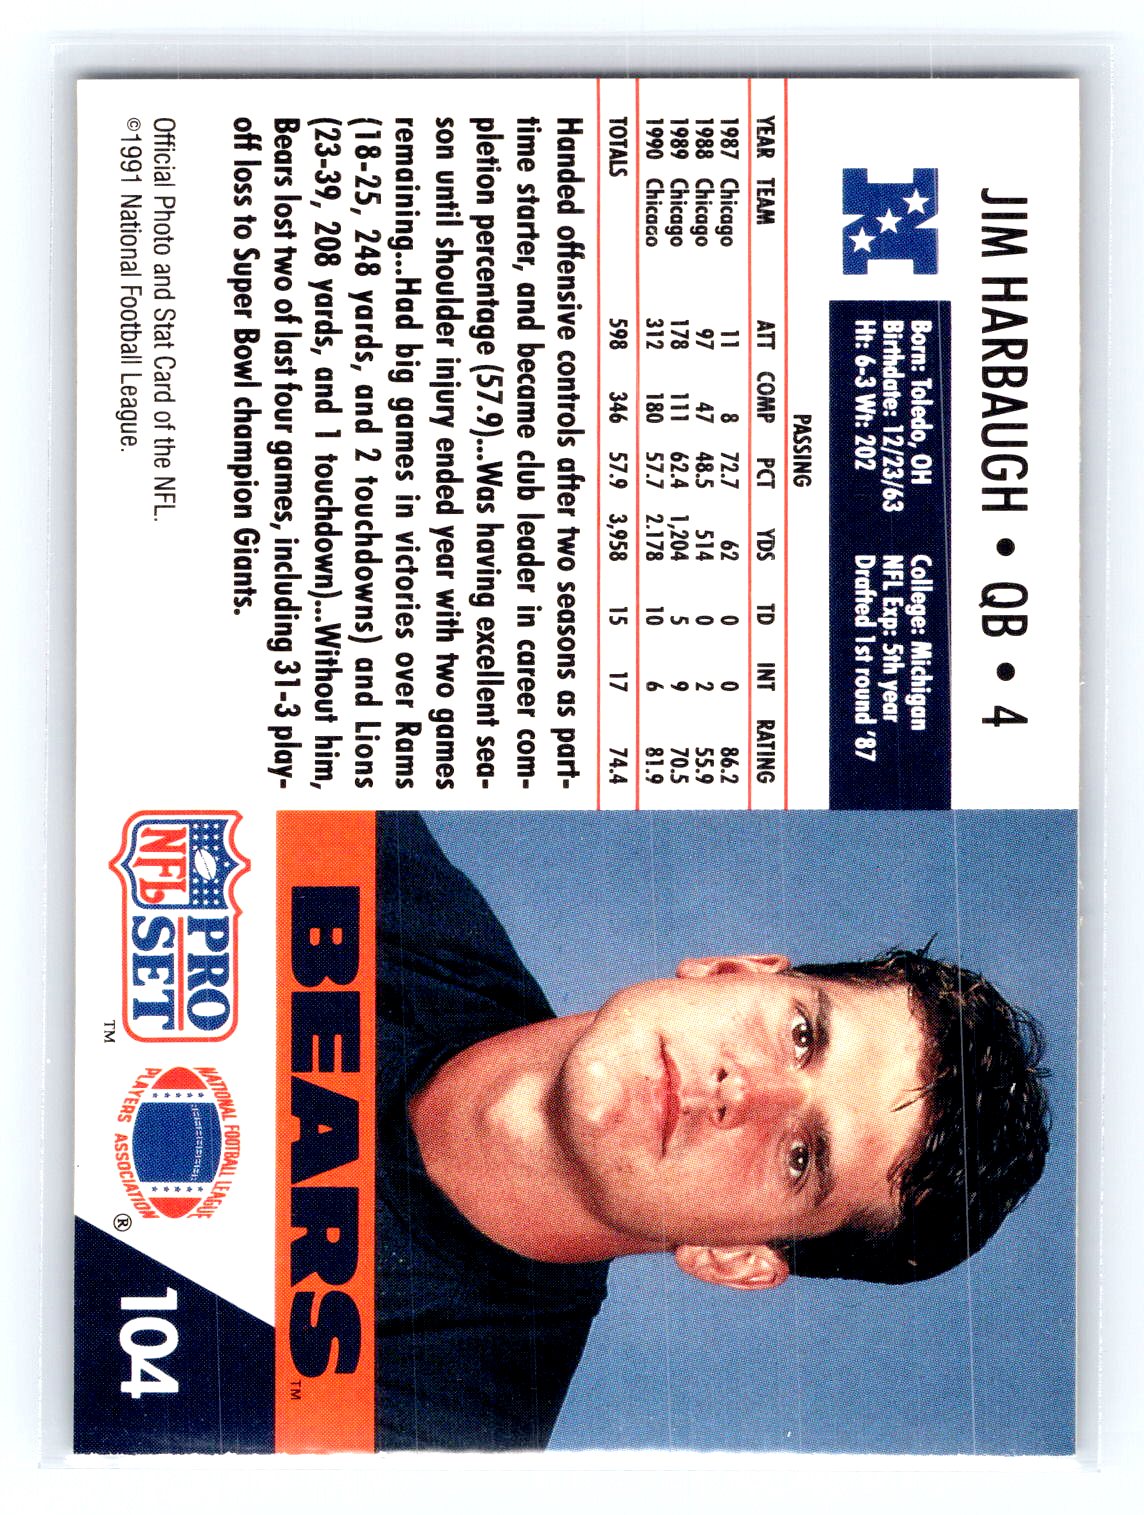 JIM HARBAUGH • QB • 4
N
Born: Toledo, OH
Birthdate: 12/23/63
Ht: 6-3 Wt: 202
College: Michigan
NFL Exp: 5th year
Drafted 1st round '87
PASSING
YEAR TEAM ATT COMP PCT YDS TD INT RATING
1987 Chicago 11 8 72.7 62 0 0 86.2
1988 Chicago 97 47 48.5 514 0 2 55.9
1989 Chicago 178 111 62.4 1,204 5 9 70.5
1990 Chicago 312 180 57.7 2,178 10 6 81.9
TOTALS 598 346 57.9 3,958 15 17 74.4
Handed offensive controls after two seasons as part-
time starter, and became club leader in career com-
pletion percentage (57.9)...Was having excellent sea-
son until shoulder injury ended year with two games
remaining...Had big games in victories over Rams
(18-25, 248 yards, and 2 touchdowns) and Lions
(23-39, 208 yards, and 1 touchdown)...Without him,
Bears lost two of last four games, including 31-3 play-
off loss to Super Bowl champion Giants.
Official Photo and Stat Card of the NFL.
©1991 National Football League.
BEARS™
NFL PRO SET™
NATIONAL FOOTBALL LEAGUE
PLAYERS ASSOCIATION®
104